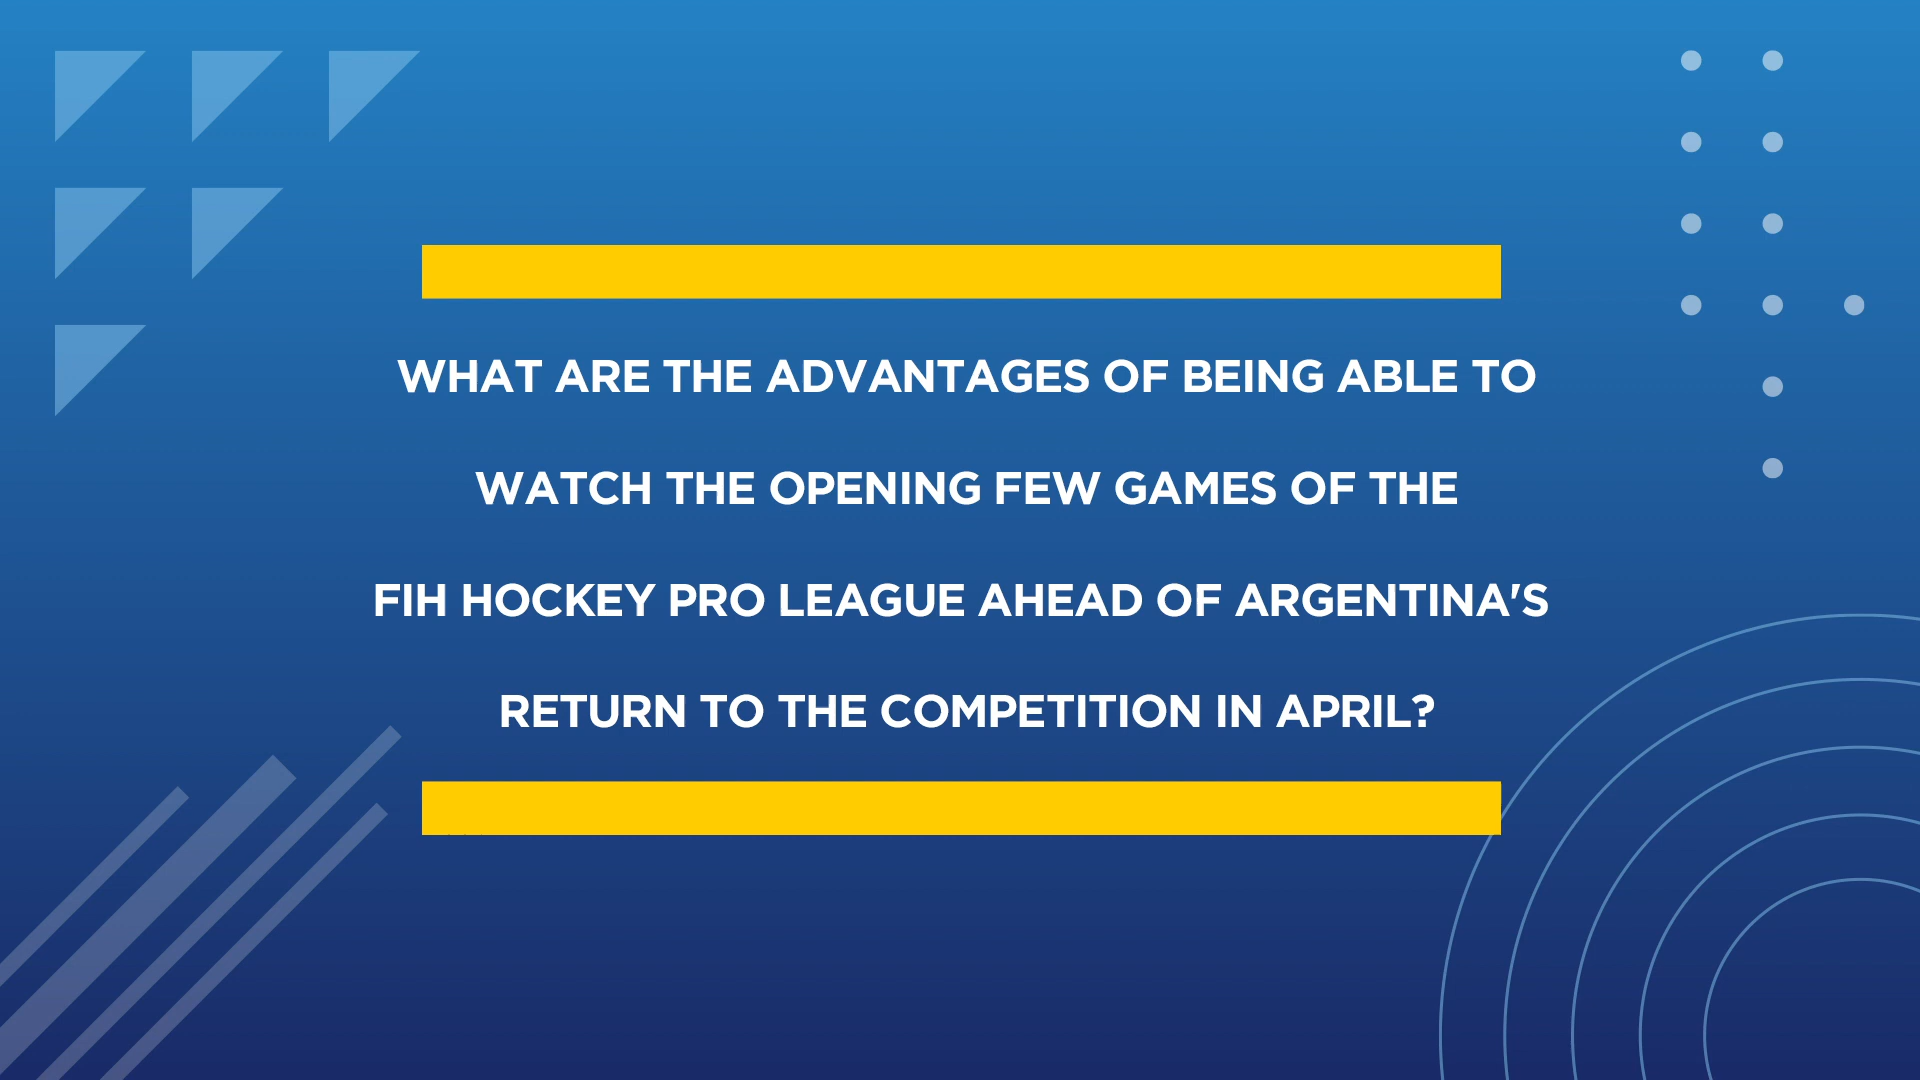 WHAT ARE THE ADVANTAGES OF BEING ABLE TO
WATCH THE OPENING FEW GAMES OF THE
FIH HOCKEY PRO LEAGUE AHEAD OF ARGENTINA'S
RETURN TO THE COMPETITION IN APRIL?